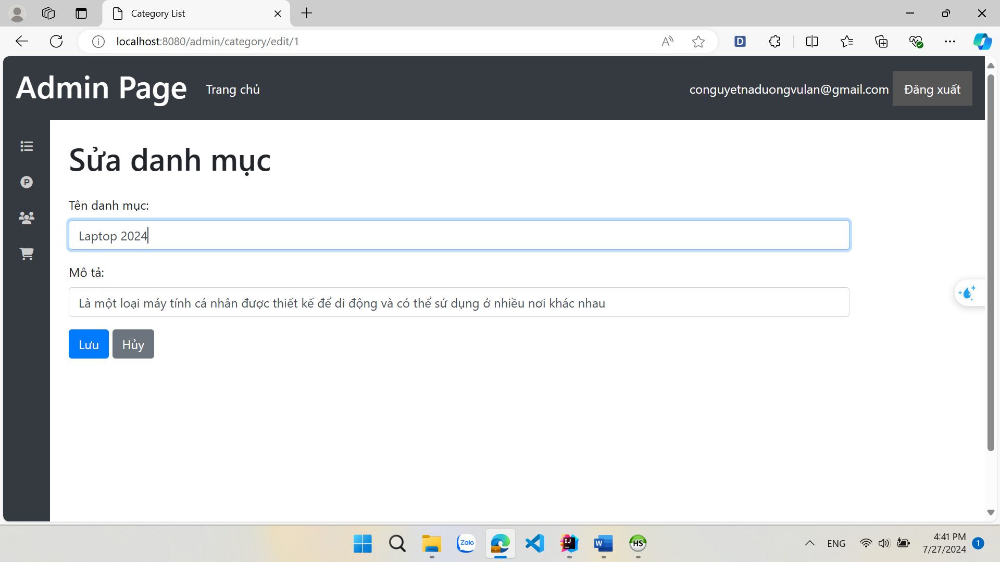 Category List
localhost:8080/admin/category/edit/1
Admin Page
Trang chủ
conguyetnaduongvulan@gmail.com
Đăng xuất
Sửa danh mục
Tên danh mục:
Laptop 2024
Mô tả:
Là một loại máy tính cá nhân được thiết kế để di động và có thể sử dụng ở nhiều nơi khác nhau
Lưu
Hủy
D
P
Zalo
IJ
W
HS
ENG
4:41 PM
7/27/2024
1